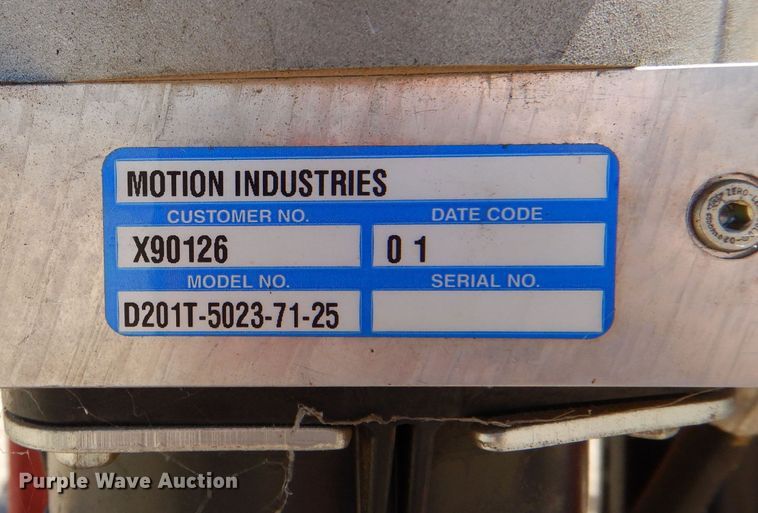 MOTION INDUSTRIES
CUSTOMER NO. DATE CODE
X90126 0 1
MODEL NO. SERIAL NO.
D201T-5023-71-25
Purple Wave Auction